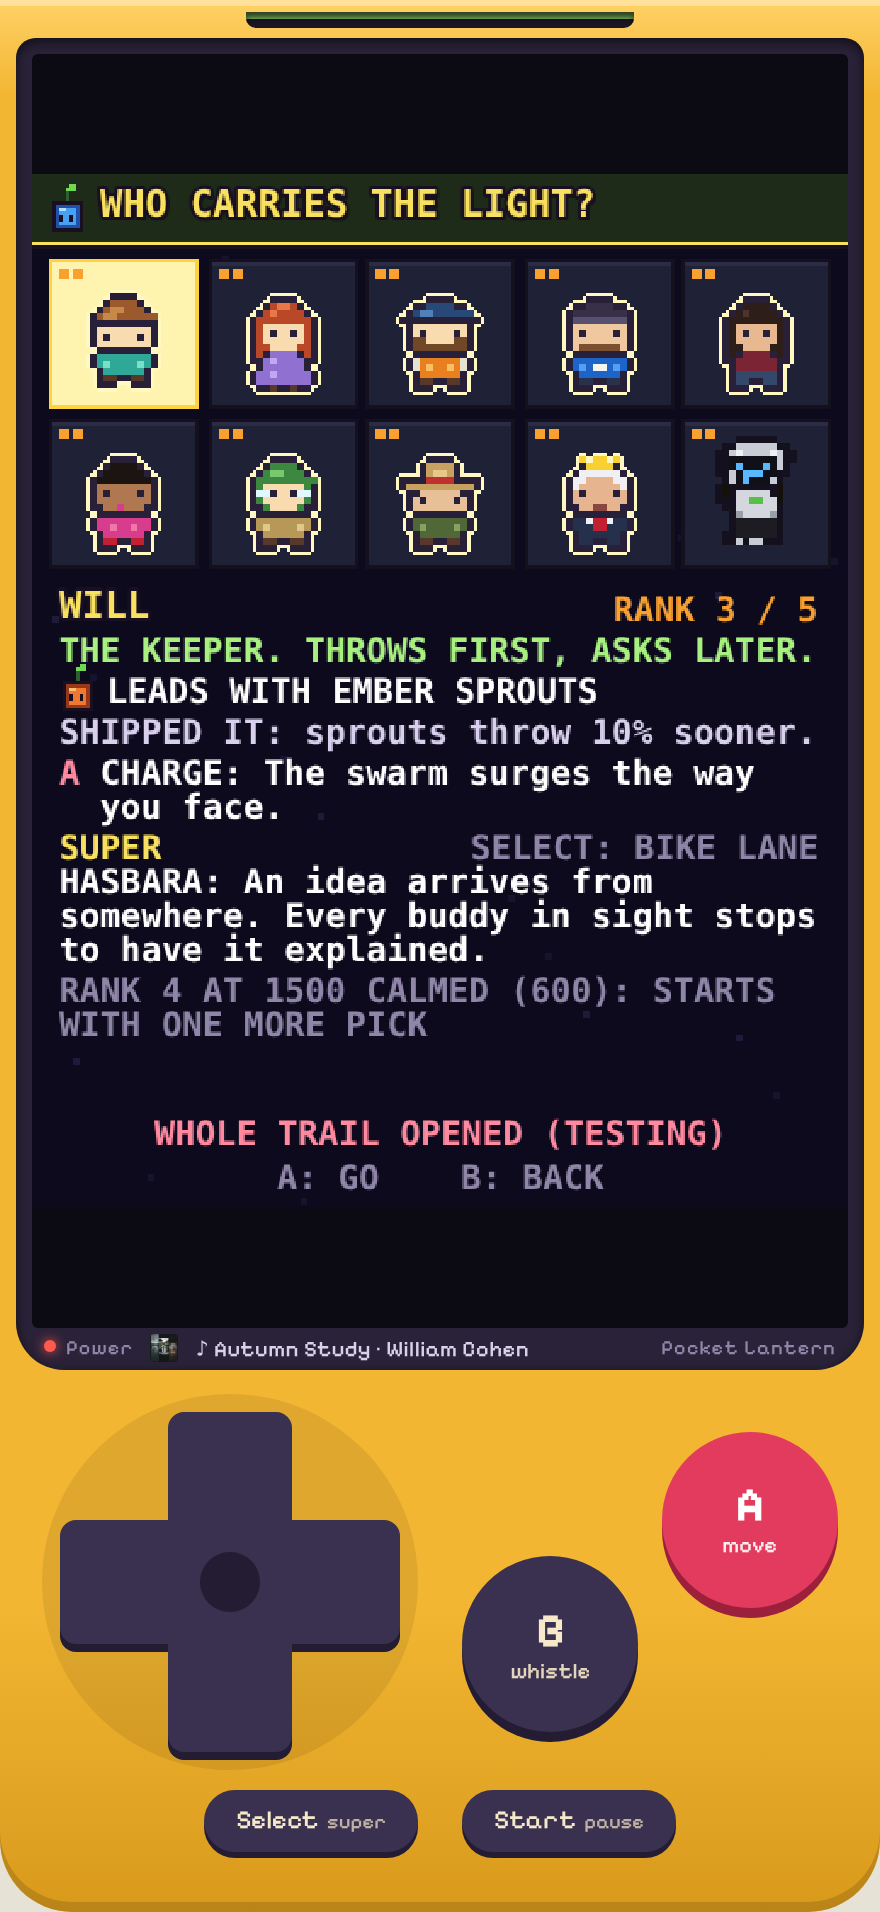 WHO CARRIES THE LIGHT?
WILL
RANK 3 / 5
THE KEEPER. THROWS FIRST, ASKS LATER.
LEADS WITH EMBER SPROUTS
SHIPPED IT: sprouts throw 10% sooner.
A CHARGE: The swarm surges the way
you face.
SUPER
SELECT: BIKE LANE
HASBARA: An idea arrives from
somewhere. Every buddy in sight stops
to have it explained.
RANK 4 AT 1500 CALMED (600): STARTS
WITH ONE MORE PICK
WHOLE TRAIL OPENED (TESTING)
A: GO B: BACK
Power
♪ Autumn Study · William Cohen
Pocket Lantern
A
move
B
whistle
Select super
Start pause